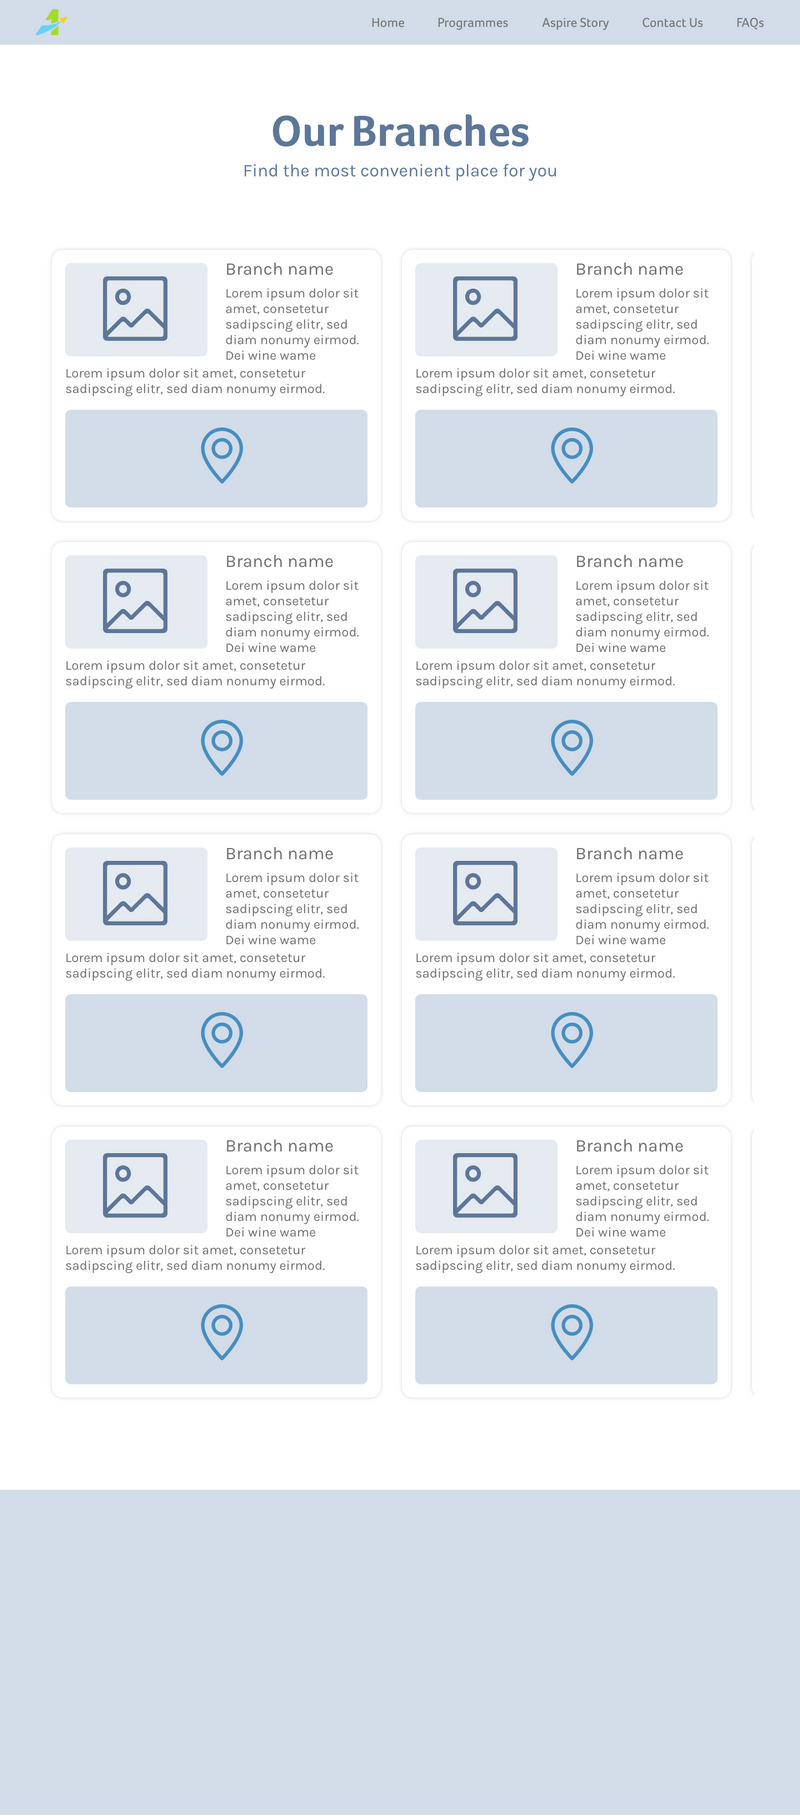 Home Programmes Aspire Story Contact Us FAQs
Our Branches
Find the most convenient place for you
Branch name
Lorem ipsum dolor sit
amet, consetetur
sadipscing elitr, sed
diam nonumy eirmod.
Dei wine wame
Lorem ipsum dolor sit amet, consetetur
sadipscing elitr, sed diam nonumy eirmod.
Branch name
Lorem ipsum dolor sit
amet, consetetur
sadipscing elitr, sed
diam nonumy eirmod.
Dei wine wame
Lorem ipsum dolor sit amet, consetetur
sadipscing elitr, sed diam nonumy eirmod.
Branch name
Lorem ipsum dolor sit
amet, consetetur
sadipscing elitr, sed
diam nonumy eirmod.
Dei wine wame
Lorem ipsum dolor sit amet, consetetur
sadipscing elitr, sed diam nonumy eirmod.
Branch name
Lorem ipsum dolor sit
amet, consetetur
sadipscing elitr, sed
diam nonumy eirmod.
Dei wine wame
Lorem ipsum dolor sit amet, consetetur
sadipscing elitr, sed diam nonumy eirmod.
Branch name
Lorem ipsum dolor sit
amet, consetetur
sadipscing elitr, sed
diam nonumy eirmod.
Dei wine wame
Lorem ipsum dolor sit amet, consetetur
sadipscing elitr, sed diam nonumy eirmod.
Branch name
Lorem ipsum dolor sit
amet, consetetur
sadipscing elitr, sed
diam nonumy eirmod.
Dei wine wame
Lorem ipsum dolor sit amet, consetetur
sadipscing elitr, sed diam nonumy eirmod.
Branch name
Lorem ipsum dolor sit
amet, consetetur
sadipscing elitr, sed
diam nonumy eirmod.
Dei wine wame
Lorem ipsum dolor sit amet, consetetur
sadipscing elitr, sed diam nonumy eirmod.
Branch name
Lorem ipsum dolor sit
amet, consetetur
sadipscing elitr, sed
diam nonumy eirmod.
Dei wine wame
Lorem ipsum dolor sit amet, consetetur
sadipscing elitr, sed diam nonumy eirmod.